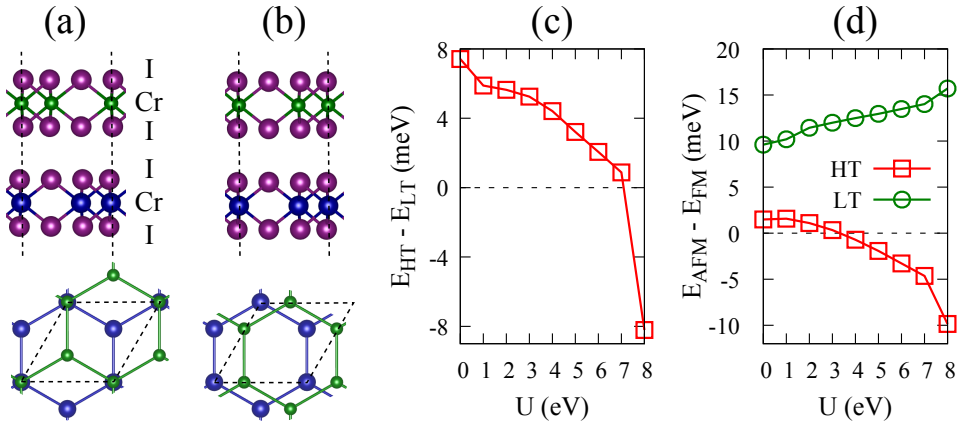 (a)
I
Cr
I
I
Cr
I
(b)
(c)
8
4
0
-4
-8
E_HT - E_LT (meV)
0 1 2 3 4 5 6 7 8
U (eV)
(d)
20
15
10
5
0
-5
-10
E_AFM - E_FM (meV)
HT
LT
0 1 2 3 4 5 6 7 8
U (eV)